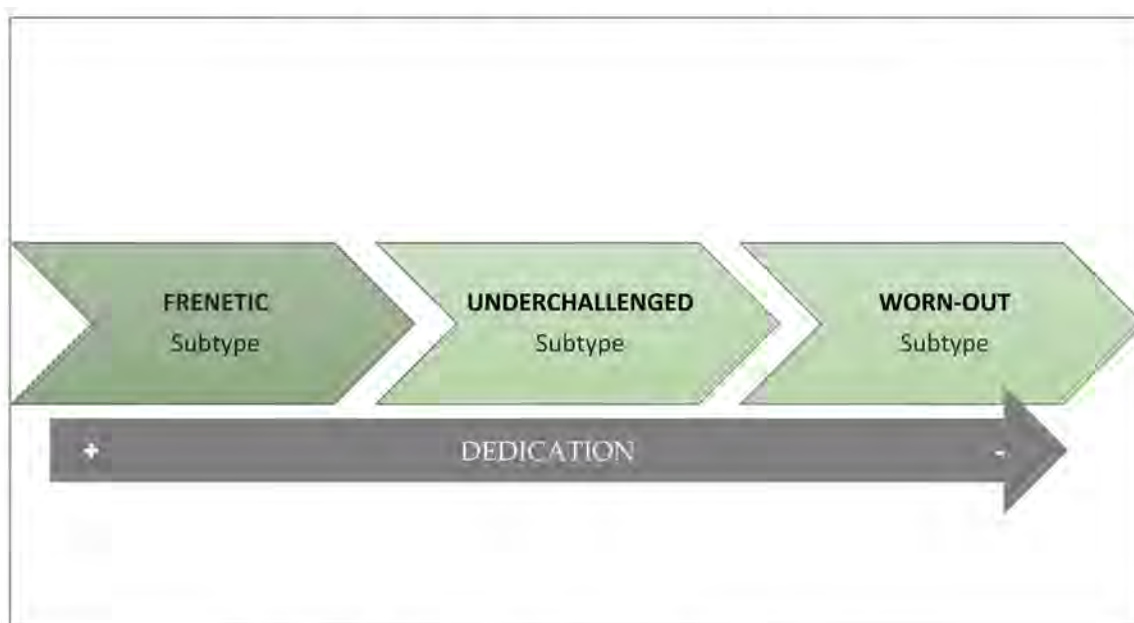 FRENETIC
Subtype
UNDERCHALLENGED
Subtype
WORN-OUT
Subtype
+ DEDICATION -